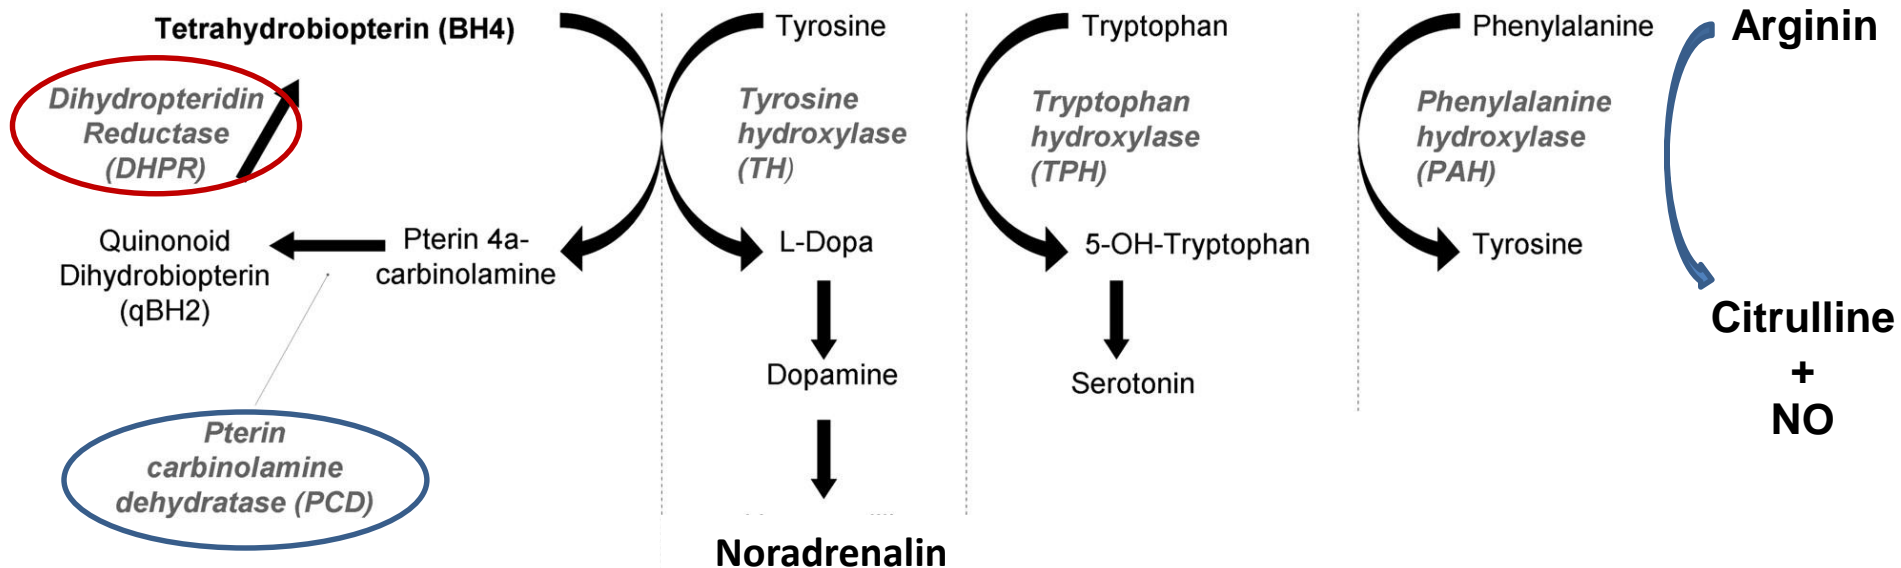 Tetrahydrobiopterin (BH4)
Dihydropteridin
Reductase
(DHPR)
Quinonoid
Dihydrobiopterin
(qBH2)
Pterin 4a-
carbinolamine
Pterin
carbinolamine
dehydratase (PCD)
Tyrosine
Tyrosine
hydroxylase
(TH)
L-Dopa
Dopamine
Noradrenalin
Tryptophan
Tryptophan
hydroxylase
(TPH)
5-OH-Tryptophan
Serotonin
Phenylalanine
Phenylalanine
hydroxylase
(PAH)
Tyrosine
Arginin
Citrulline
+
NO